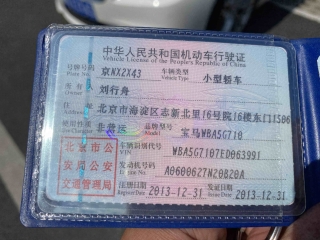 中华人民共和国机动车行驶证
Vehicle License of the People's Republic of China
号牌号码 京NX2X43 车辆类型 小型轿车
Plate No. Vehicle Type
所有人 刘行舟
住址 北京市海淀区志新北里16号院16楼东门1506
使用性质 非营运 品牌型号 宝马WBA5G710
北京市公安局公安交通管理局
车辆识别代号 WBA5G7107ED063991
VIN
发动机号码 A0600627N20B20A
Engine No.
注册日期 2013-12-31 发证日期 2013-12-31
Register Date Issue Date